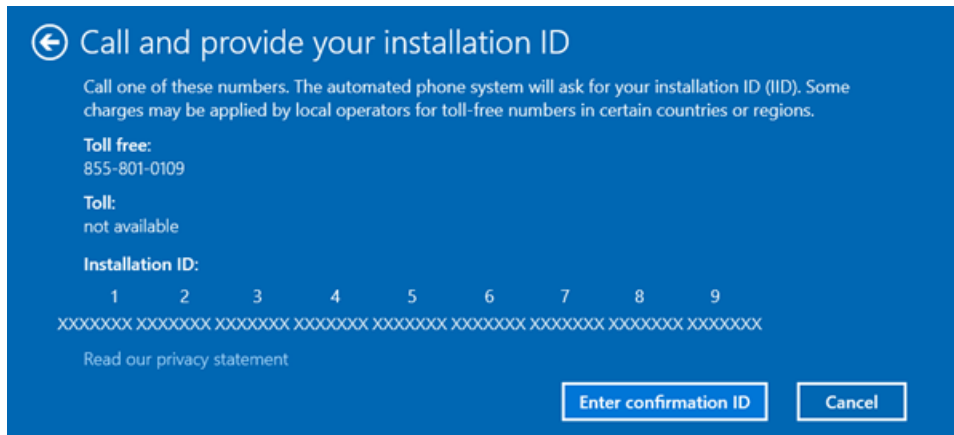 Call and provide your installation ID
Call one of these numbers. The automated phone system will ask for your installation ID (IID). Some
charges may be applied by local operators for toll-free numbers in certain countries or regions.
Toll free:
855-801-0109
Toll:
not available
Installation ID:
1 2 3 4 5 6 7 8 9
XXXXXXX XXXXXXX XXXXXXX XXXXXXX XXXXXXX XXXXXXX XXXXXXX XXXXXXX XXXXXXX
Read our privacy statement
Enter confirmation ID Cancel